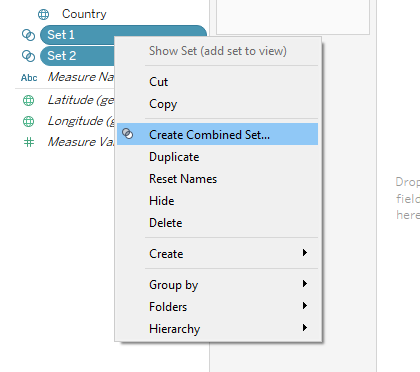 Country
Set 1
Set 2
Abc
Measure Na
Latitude (ge
Longitude (g
Measure Va
Show Set (add set to view)
Cut
Copy
Create Combined Set...
Duplicate
Reset Names
Hide
Delete
Create
Group by
Folders
Hierarchy
Drop
field
here